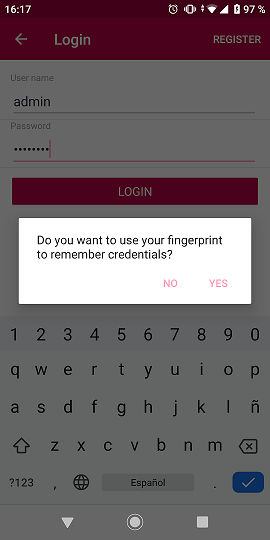 16:17
97 %
Login
REGISTER
User name
admin
Password
••••••••
LOGIN
Do you want to use your fingerprint
to remember credentials?
NO YES
1 2 3 4 5 6 7 8 9 0
q w e r t y u i o p
a s d f g h j k l ñ
z x c v b n m
?123 , Español .